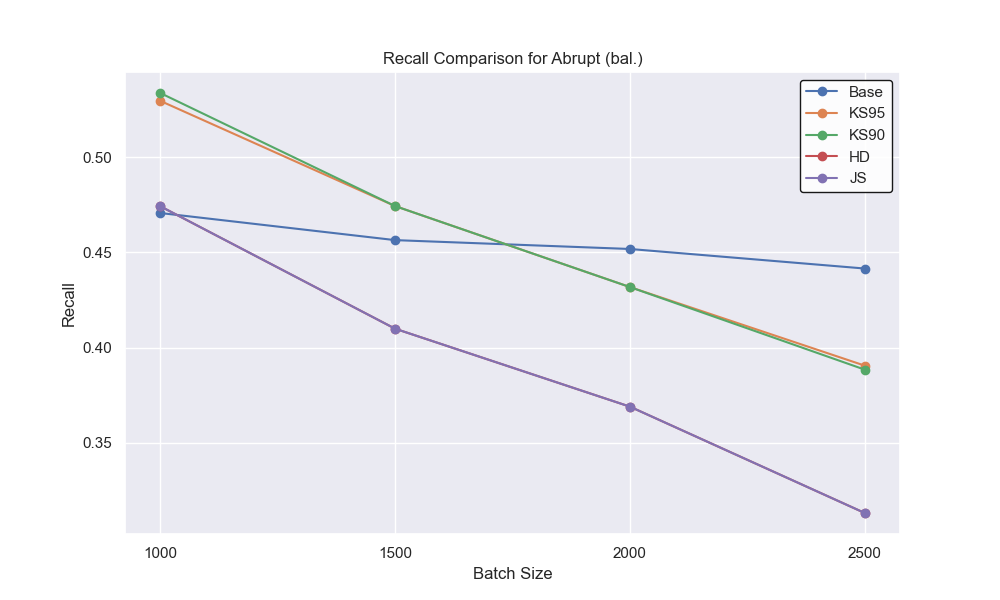 Recall Comparison for Abrupt (bal.)
Base
KS95
KS90
HD
JS
0.50
0.45
0.40
0.35
Recall
1000 1500 2000 2500
Batch Size